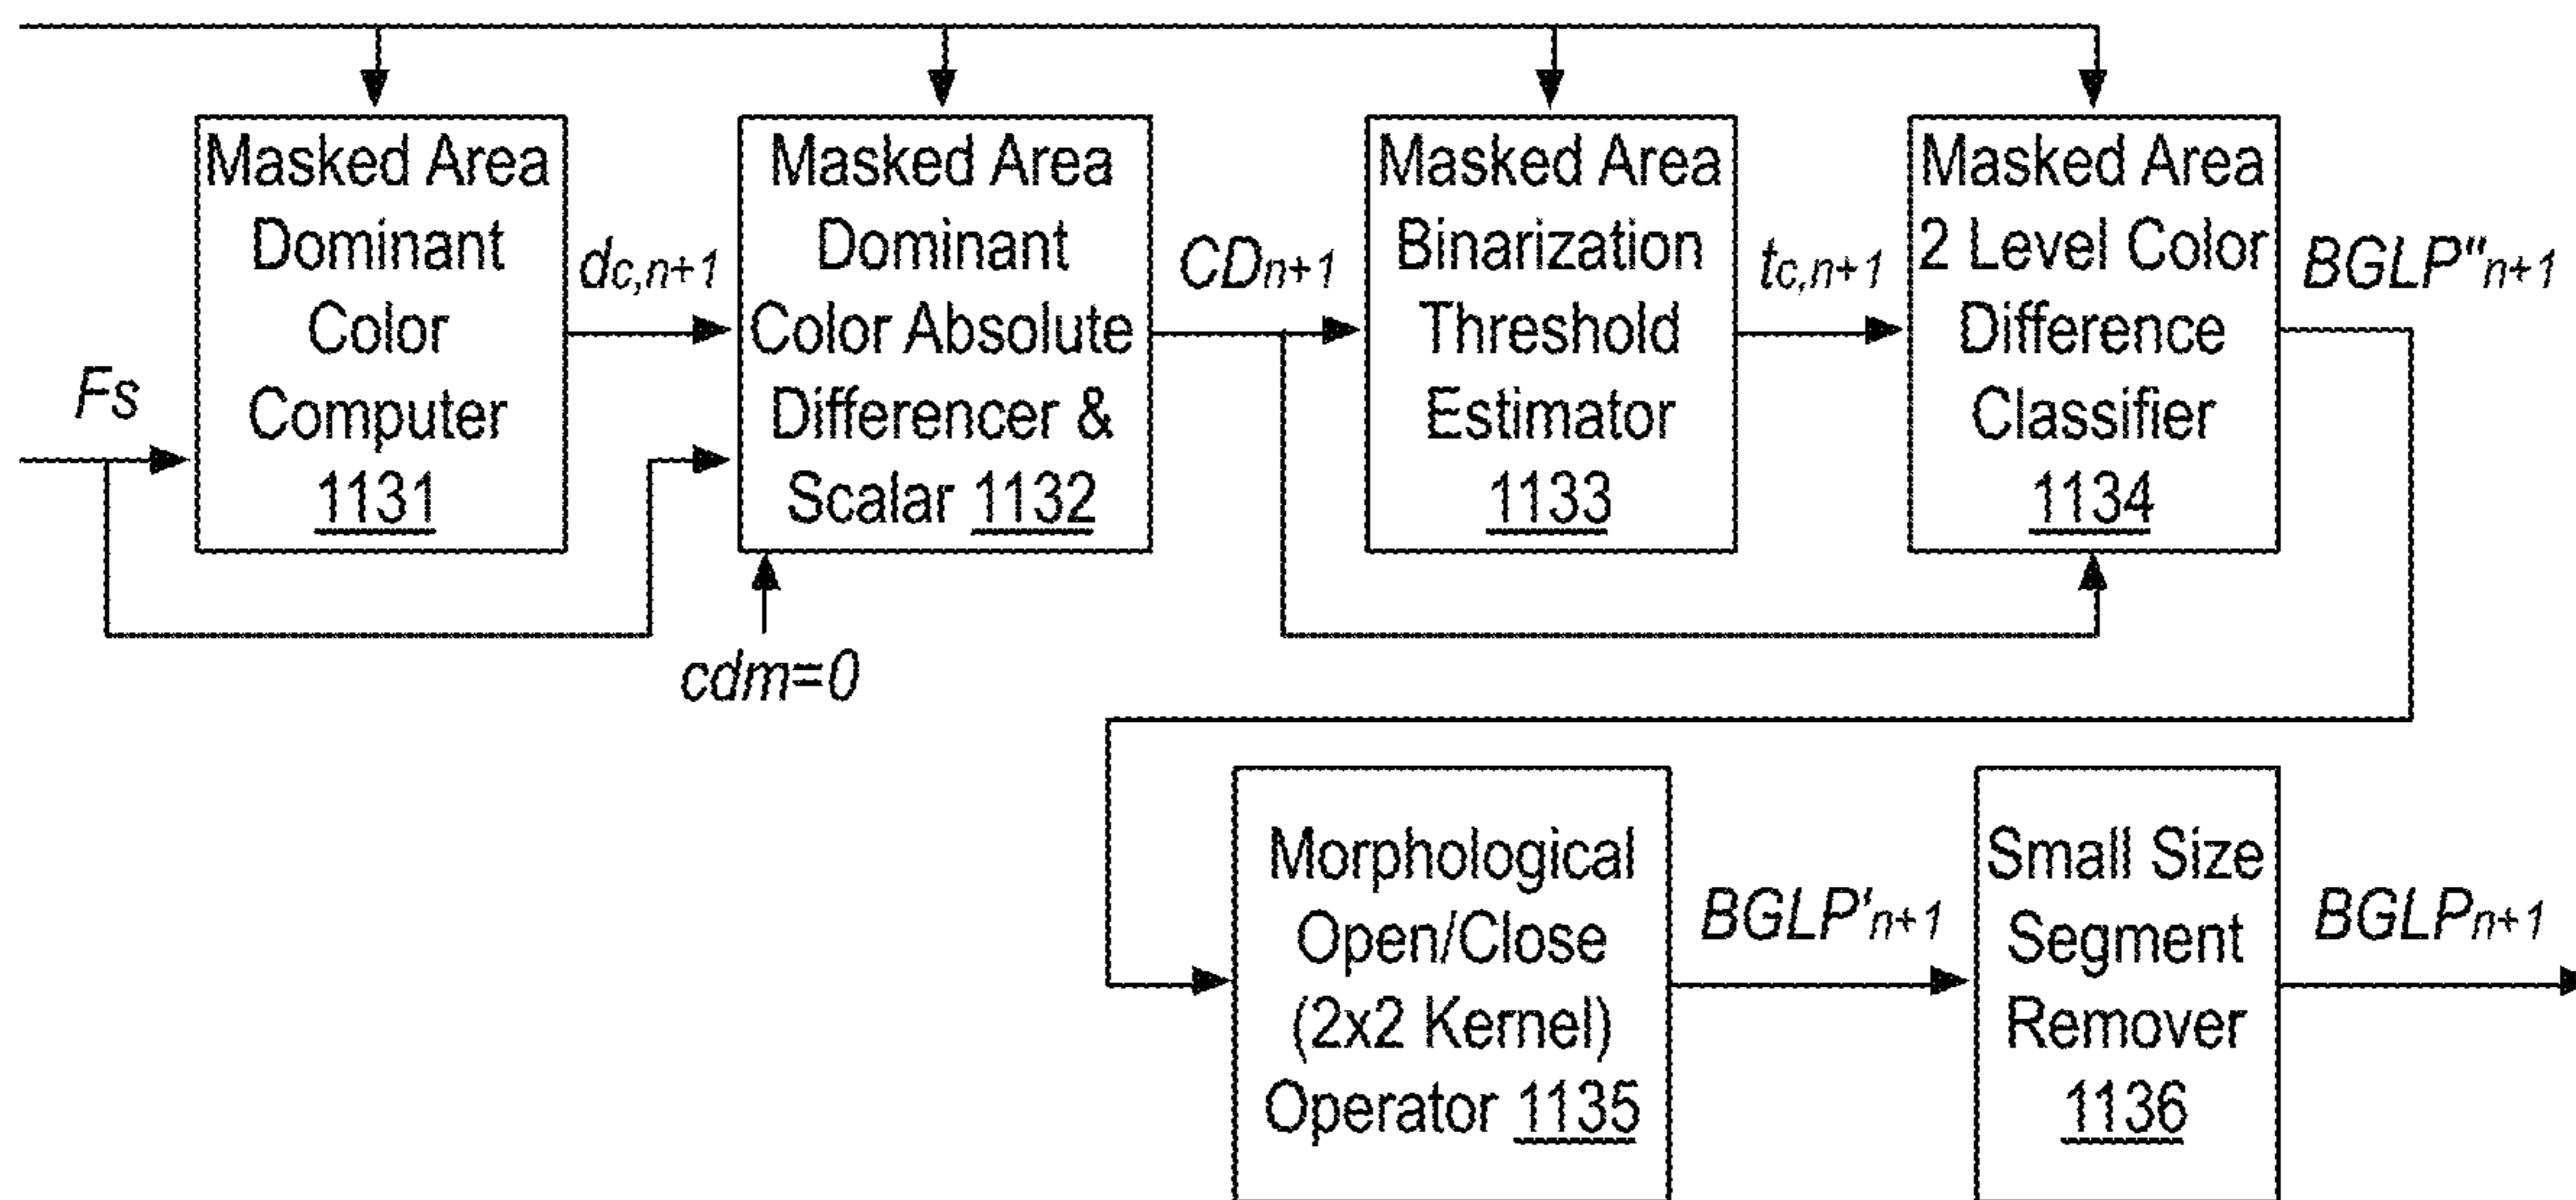 Masked Area
Dominant
Color
Computer
1131
Masked Area
Dominant
Color Absolute
Differencer &
Scalar 1132
Masked Area
Binarization
Threshold
Estimator
1133
Masked Area
2 Level Color
Difference
Classifier
1134
Fs
dc,n+1
CDn+1
tc,n+1
BGLP"n+1
cdm=0
Morphological
Open/Close
(2x2 Kernel)
Operator 1135
BGLP'n+1
Small Size
Segment
Remover
1136
BGLPn+1